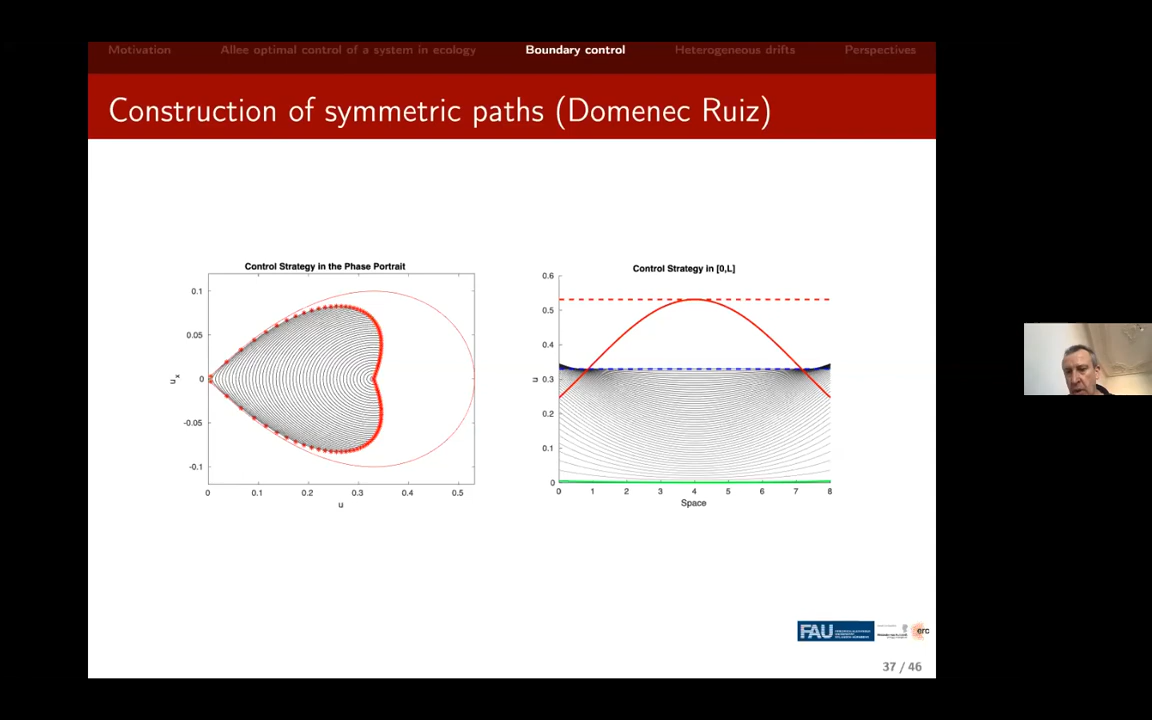 Motivation Allee optimal control of a system in ecology Boundary control Heterogeneous drifts Perspectives
Construction of symmetric paths (Domenec Ruiz)
Control Strategy in the Phase Portrait
0.1
0.05
0
-0.05
-0.1
u_x
0 0.1 0.2 0.3 0.4 0.5
u
Control Strategy in [0,L]
0.6
0.5
0.4
0.3
0.2
0.1
0
u
0 1 2 3 4 5 6 7 8
Space
FAU
erc
37 / 46